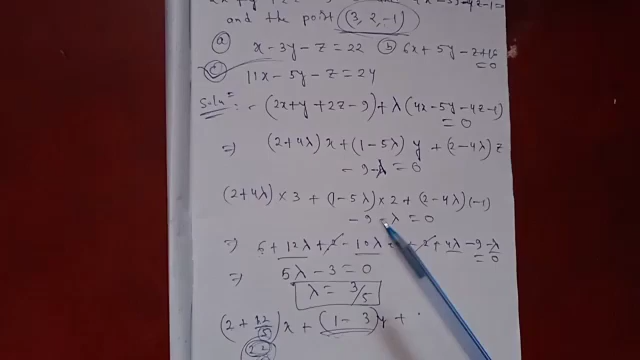 and the point (3, 2, -1)
(a) x - 3y - z = 22 (b) 6x + 5y - z + 16 = 0
(c) 11x - 5y - z = 24
Soln:- (2x+y+2z-9)+λ(4x-5y-4z-1) = 0
⇒ (2+4λ)x+(1-5λ)y+(2-4λ)z - 9-λ=0
(2+4λ)×3+(1-5λ)×2+(2-4λ)(-1) - 9-λ=0
⇒ 6+12λ+2-10λ-2+4λ-9-λ = 0
⇒ 5λ-3=0
λ = 3/5
(2+12/5)x+(1-3)y+
22